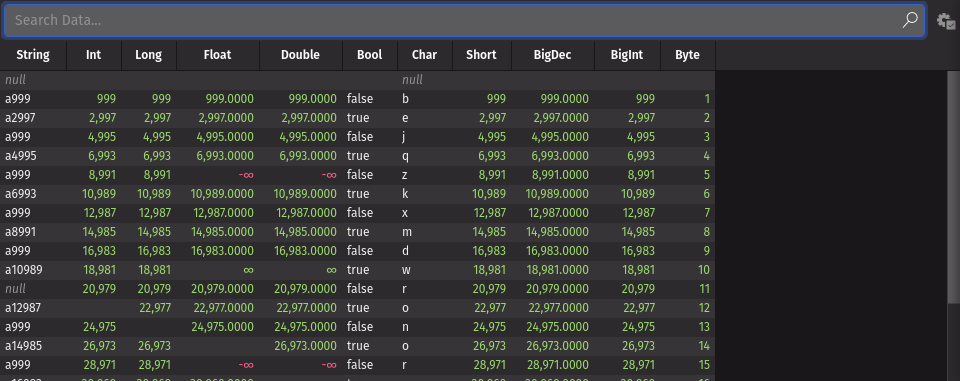 Search Data...
String Int Long Float Double Bool Char Short BigDec BigInt Byte
null null
a999 999 999 999.0000 999.0000 false b 999 999.0000 999 1
a2997 2,997 2,997 2,997.0000 2,997.0000 true e 2,997 2,997.0000 2,997 2
a999 4,995 4,995 4,995.0000 4,995.0000 false j 4,995 4,995.0000 4,995 3
a4995 6,993 6,993 6,993.0000 6,993.0000 true q 6,993 6,993.0000 6,993 4
a999 8,991 8,991 -∞ -∞ false z 8,991 8,991.0000 8,991 5
a6993 10,989 10,989 10,989.0000 10,989.0000 true k 10,989 10,989.0000 10,989 6
a999 12,987 12,987 12,987.0000 12,987.0000 false x 12,987 12,987.0000 12,987 7
a8991 14,985 14,985 14,985.0000 14,985.0000 true m 14,985 14,985.0000 14,985 8
a999 16,983 16,983 16,983.0000 16,983.0000 false d 16,983 16,983.0000 16,983 9
a10989 18,981 18,981 ∞ ∞ true w 18,981 18,981.0000 18,981 10
null 20,979 20,979 20,979.0000 20,979.0000 false r 20,979 20,979.0000 20,979 11
a12987 22,977 22,977.0000 22,977.0000 true o 22,977 22,977.0000 22,977 12
a999 24,975 24,975.0000 24,975.0000 false n 24,975 24,975.0000 24,975 13
a14985 26,973 26,973 26,973.0000 true o 26,973 26,973.0000 26,973 14
a999 28,971 28,971 -∞ -∞ false r 28,971 28,971.0000 28,971 15